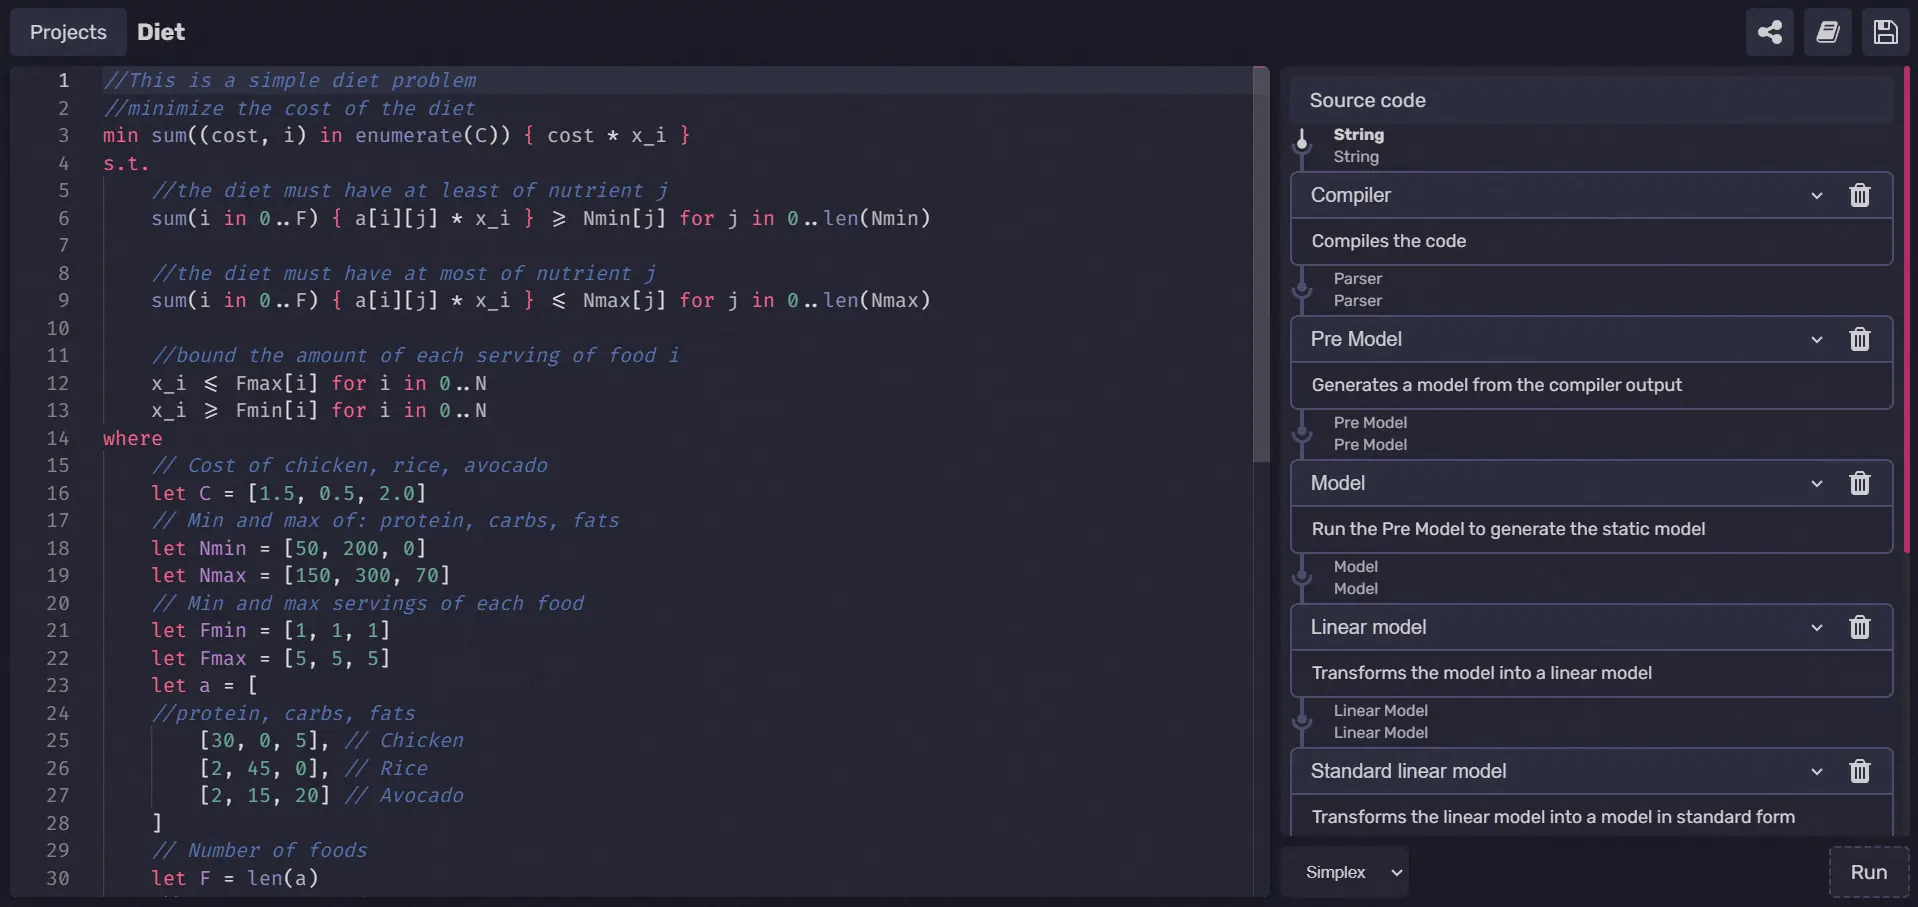 Projects Diet
1 //This is a simple diet problem
2 //minimize the cost of the diet
3 min sum((cost, i) in enumerate(C)) { cost * x_i }
4 s.t.
5 //the diet must have at least of nutrient j
6 sum(i in 0..F) { a[i][j] * x_i } ⩾ Nmin[j] for j in 0..len(Nmin)
7
8 //the diet must have at most of nutrient j
9 sum(i in 0..F) { a[i][j] * x_i } ⩽ Nmax[j] for j in 0..len(Nmax)
10
11 //bound the amount of each serving of food i
12 x_i ⩽ Fmax[i] for i in 0..N
13 x_i ⩾ Fmin[i] for i in 0..N
14 where
15 // Cost of chicken, rice, avocado
16 let C = [1.5, 0.5, 2.0]
17 // Min and max of: protein, carbs, fats
18 let Nmin = [50, 200, 0]
19 let Nmax = [150, 300, 70]
20 // Min and max servings of each food
21 let Fmin = [1, 1, 1]
22 let Fmax = [5, 5, 5]
23 let a = [
24 //protein, carbs, fats
25 [30, 0, 5], // Chicken
26 [2, 45, 0], // Rice
27 [2, 15, 20] // Avocado
28 ]
29 // Number of foods
30 let F = len(a)
Source code
String
String
Compiler
Compiles the code
Parser
Parser
Pre Model
Generates a model from the compiler output
Pre Model
Pre Model
Model
Run the Pre Model to generate the static model
Model
Model
Linear model
Transforms the model into a linear model
Linear Model
Linear Model
Standard linear model
Transforms the linear model into a model in standard form
Simplex
Run